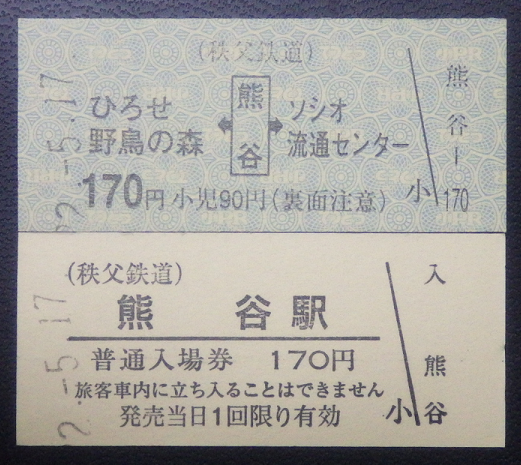 (秩父鉄道)
ひろせ
野鳥の森
熊谷
ソシオ
流通センター
170円 小児90円(裏面注意)
小
熊谷
170
-5.17
(秩父鉄道)
熊 谷駅
普通入場券 170円
旅客車内に立ち入ることはできません
発売当日1回限り有効
小
入
熊谷
2.-5.17